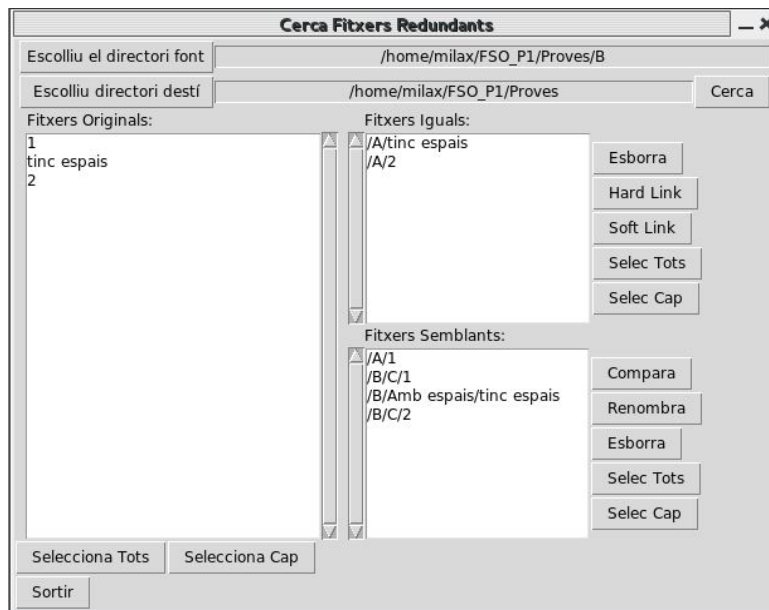 Cerca Fitxers Redundants
Escolliu el directori font
/home/milax/FSO_P1/Proves/B
Escolliu directori destí
/home/milax/FSO_P1/Proves
Cerca
Fitxers Originals:
1
tinc espais
2
Fitxers Iguals:
/A/tinc espais
/A/2
Esborra
Hard Link
Soft Link
Selec Tots
Selec Cap
Fitxers Semblants:
/A/1
/B/C/1
/B/Amb espais/tinc espais
/B/C/2
Compara
Renombra
Esborra
Selec Tots
Selec Cap
Selecciona Tots
Selecciona Cap
Sortir